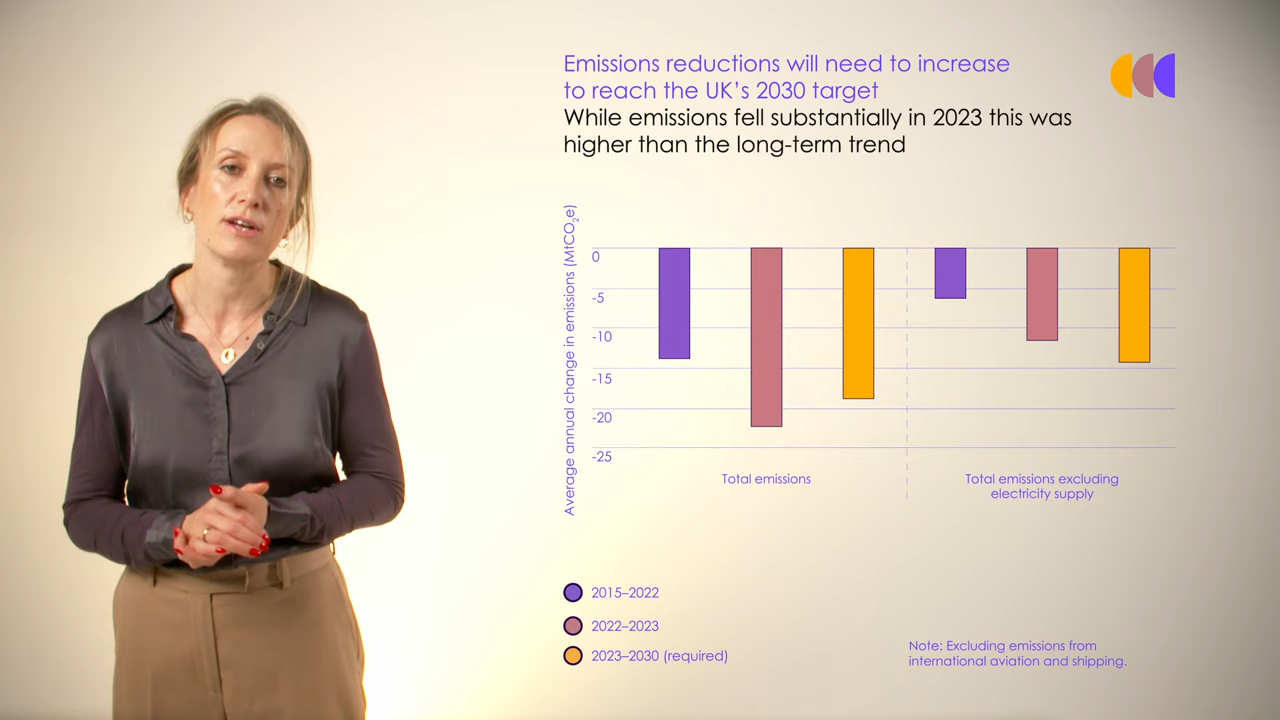 Emissions reductions will need to increase
to reach the UK's 2030 target
While emissions fell substantially in 2023 this was
higher than the long-term trend
Average annual change in emissions (MtCO₂e)
0
-5
-10
-15
-20
-25
Total emissions
Total emissions excluding
electricity supply
2015–2022
2022–2023
2023–2030 (required)
Note: Excluding emissions from
international aviation and shipping.